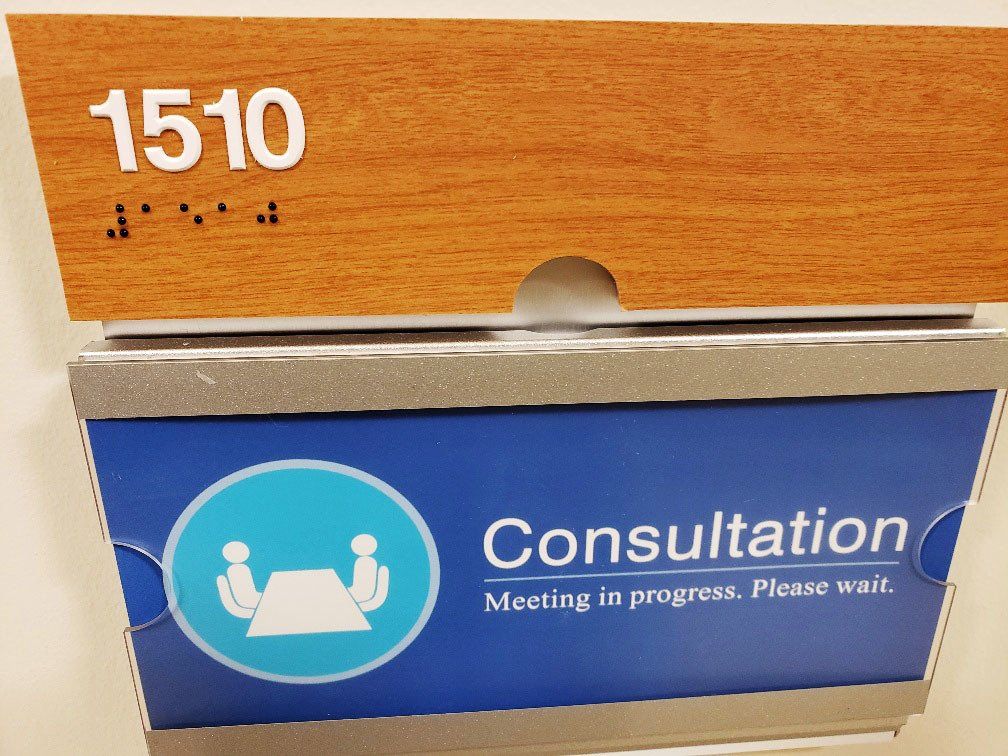 1510
⠼⠁⠑⠁⠚
Consultation
Meeting in progress. Please wait.